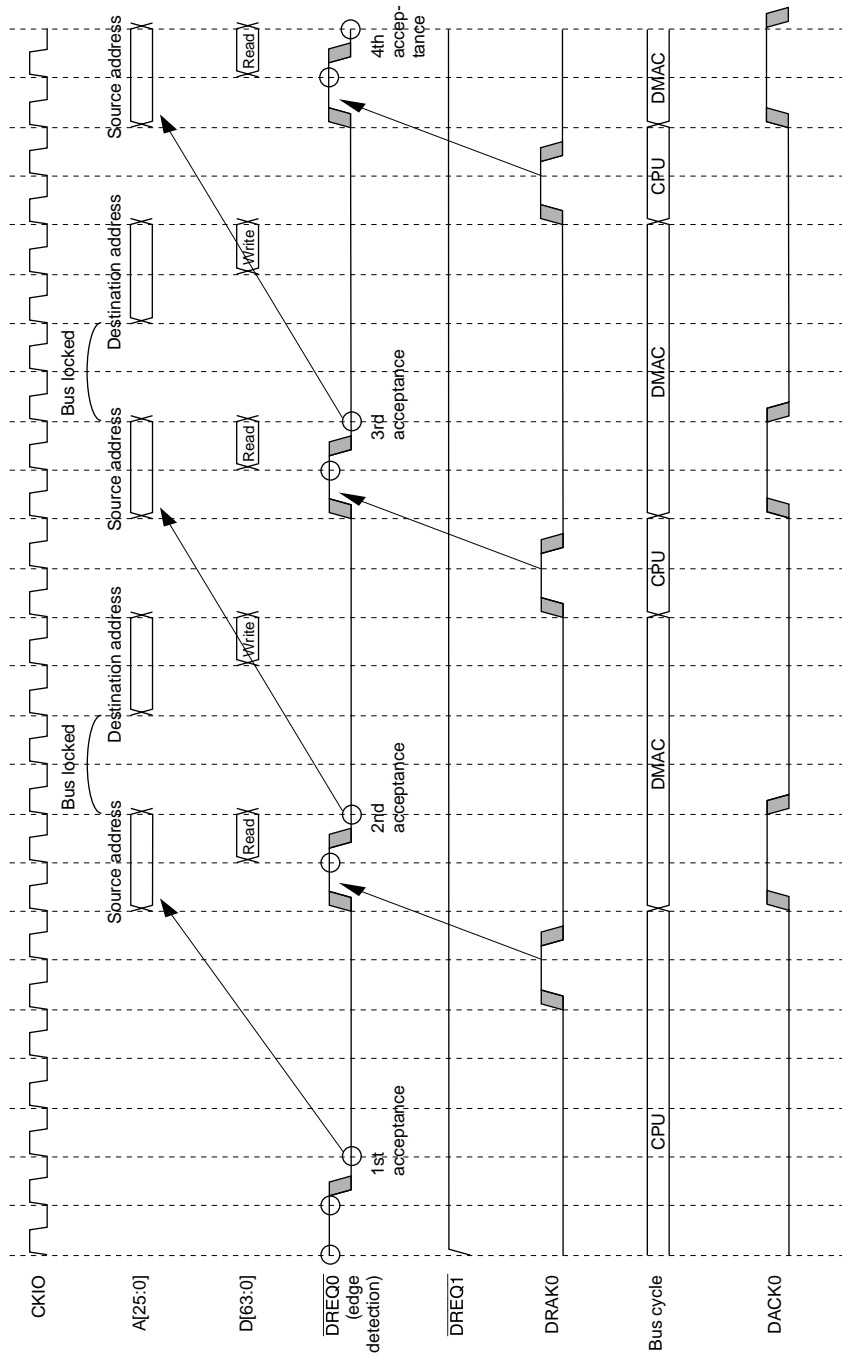 CKIO
A[25:0]
D[63:0]
DREQ0
(edge
detection)
DREQ1
DRAK0
Bus cycle
DACK0
Source address
Bus locked
Destination address
Source address
Bus locked
Destination address
Source address
Read
Write
Read
Write
Read
1st
acceptance
2nd
acceptance
3rd
acceptance
4th
accep-
tance
CPU
DMAC
CPU
DMAC
CPU
DMAC